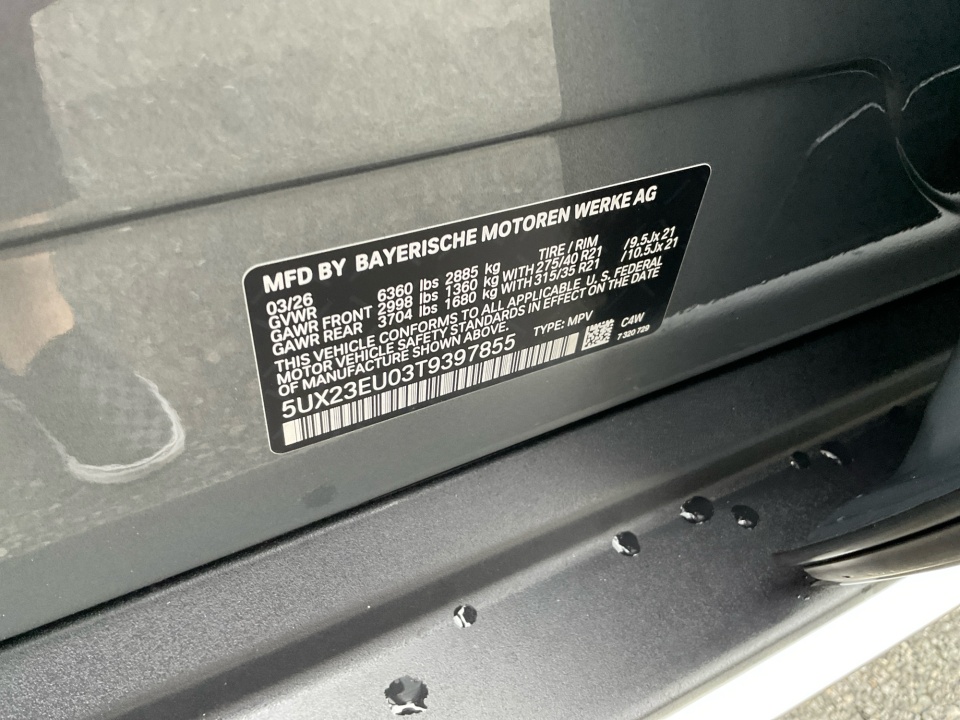 MFD BY BAYERISCHE MOTOREN WERKE AG
03/26 TIRE / RIM
GVWR 6360 lbs 2885 kg
GAWR FRONT 2998 lbs 1360 kg WITH 275/40 R21 /9.5Jx21
GAWR REAR 3704 lbs 1680 kg WITH 315/35 R21 /10.5Jx21
THIS VEHICLE CONFORMS TO ALL APPLICABLE U.S. FEDERAL
MOTOR VEHICLE SAFETY STANDARDS IN EFFECT ON THE DATE
OF MANUFACTURE SHOWN ABOVE.
TYPE: MPV C4W
5UX23EU03T9397855 7320729